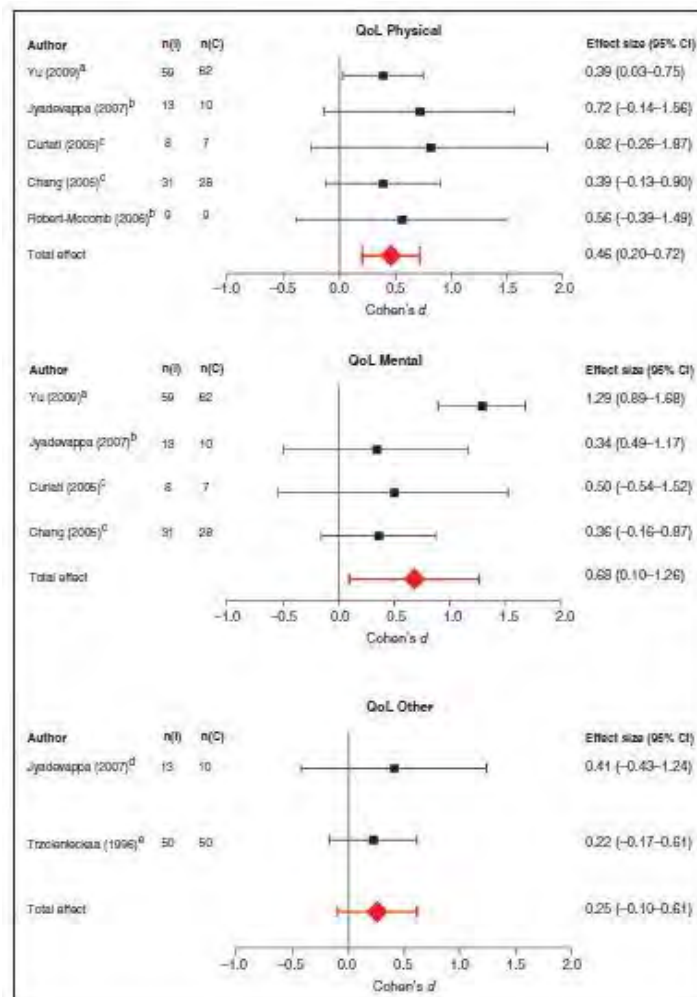 QoL Physical
Author n(I) n(C) Effect size (95% CI)
Yu (2009)a 59 62 0.39 (0.03–0.75)
Jyadevappa (2007)b 13 10 0.72 (−0.14–1.56)
Curiati (2005)c 8 7 0.82 (−0.26–1.87)
Chang (2005)c 31 28 0.39 (−0.13–0.90)
Robert-Mccomb (2006)b 9 9 0.56 (−0.39–1.49)
Total effect 0.46 (0.20–0.72)
−1.0 −0.5 0.0 0.5 1.0 1.5 2.0
Cohen's d
QoL Mental
Author n(I) n(C) Effect size (95% CI)
Yu (2009)a 59 62 1.29 (0.89–1.68)
Jyadevappa (2007)b 13 10 0.34 (0.49–1.17)
Curiati (2005)c 8 7 0.50 (−0.54–1.52)
Chang (2005)c 31 28 0.36 (−0.16–0.87)
Total effect 0.68 (0.10–1.26)
−1.0 −0.5 0.0 0.5 1.0 1.5 2.0
Cohen's d
QoL Other
Author n(I) n(C) Effect size (95% CI)
Jyadevappa (2007)d 13 10 0.41 (−0.43–1.24)
(1996)e 50 50 0.22 (−0.17–0.61)
Total effect 0.25 (−0.10–0.61)
−1.0 −0.5 0.0 0.5 1.0 1.5 2.0
Cohen's d